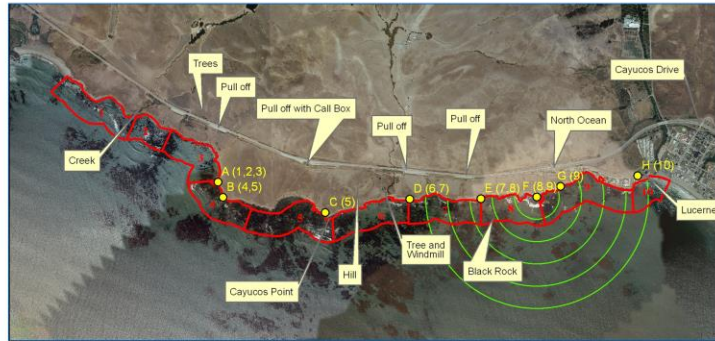 Trees
Pull off
Cayucos Drive
Pull off with Call Box
Pull off
Pull off
North Ocean
Creek
A (1,2,3)
B (4,5)
C (5)
D (6,7)
E (7,8)
F (8,9)
G (9)
H (10)
Lucerne
Tree and
Windmill
Black Rock
Hill
Cayucos Point